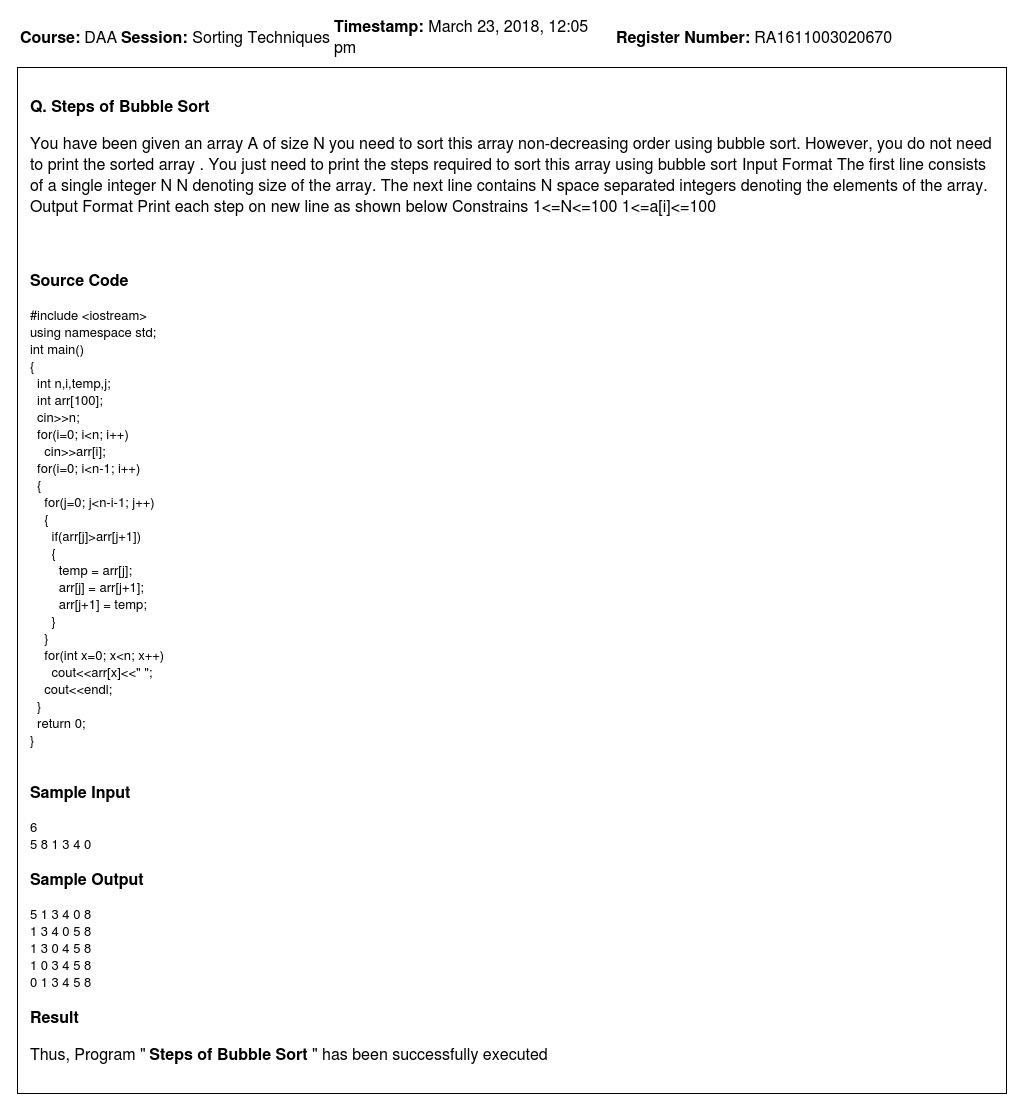 Course: DAA Session: Sorting Techniques Timestamp: March 23, 2018, 12:05 pm Register Number: RA1611003020670
Q. Steps of Bubble Sort
You have been given an array A of size N you need to sort this array non-decreasing order using bubble sort. However, you do not need
to print the sorted array . You just need to print the steps required to sort this array using bubble sort Input Format The first line consists
of a single integer N N denoting size of the array. The next line contains N space separated integers denoting the elements of the array.
Output Format Print each step on new line as shown below Constrains 1<=N<=100 1<=a[i]<=100
Source Code
#include <iostream>
using namespace std;
int main()
{
  int n,i,temp,j;
  int arr[100];
  cin>>n;
  for(i=0; i<n; i++)
    cin>>arr[i];
  for(i=0; i<n-1; i++)
  {
    for(j=0; j<n-i-1; j++)
    {
      if(arr[j]>arr[j+1])
      {
        temp = arr[j];
        arr[j] = arr[j+1];
        arr[j+1] = temp;
      }
    }
    for(int x=0; x<n; x++)
      cout<<arr[x]<<" ";
    cout<<endl;
  }
  return 0;
}
Sample Input
6
5 8 1 3 4 0
Sample Output
5 1 3 4 0 8
1 3 4 0 5 8
1 3 0 4 5 8
1 0 3 4 5 8
0 1 3 4 5 8
Result
Thus, Program " Steps of Bubble Sort " has been successfully executed